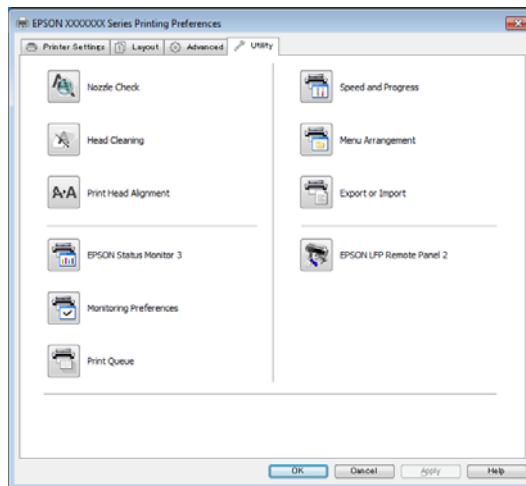 EPSON XXXXXXX Series Printing Preferences
Printer Settings Layout Advanced Utility
Nozzle Check
Head Cleaning
A·A Print Head Alignment
EPSON Status Monitor 3
Monitoring Preferences
Print Queue
Speed and Progress
Menu Arrangement
Export or Import
EPSON LFP Remote Panel 2
OK Cancel Apply Help